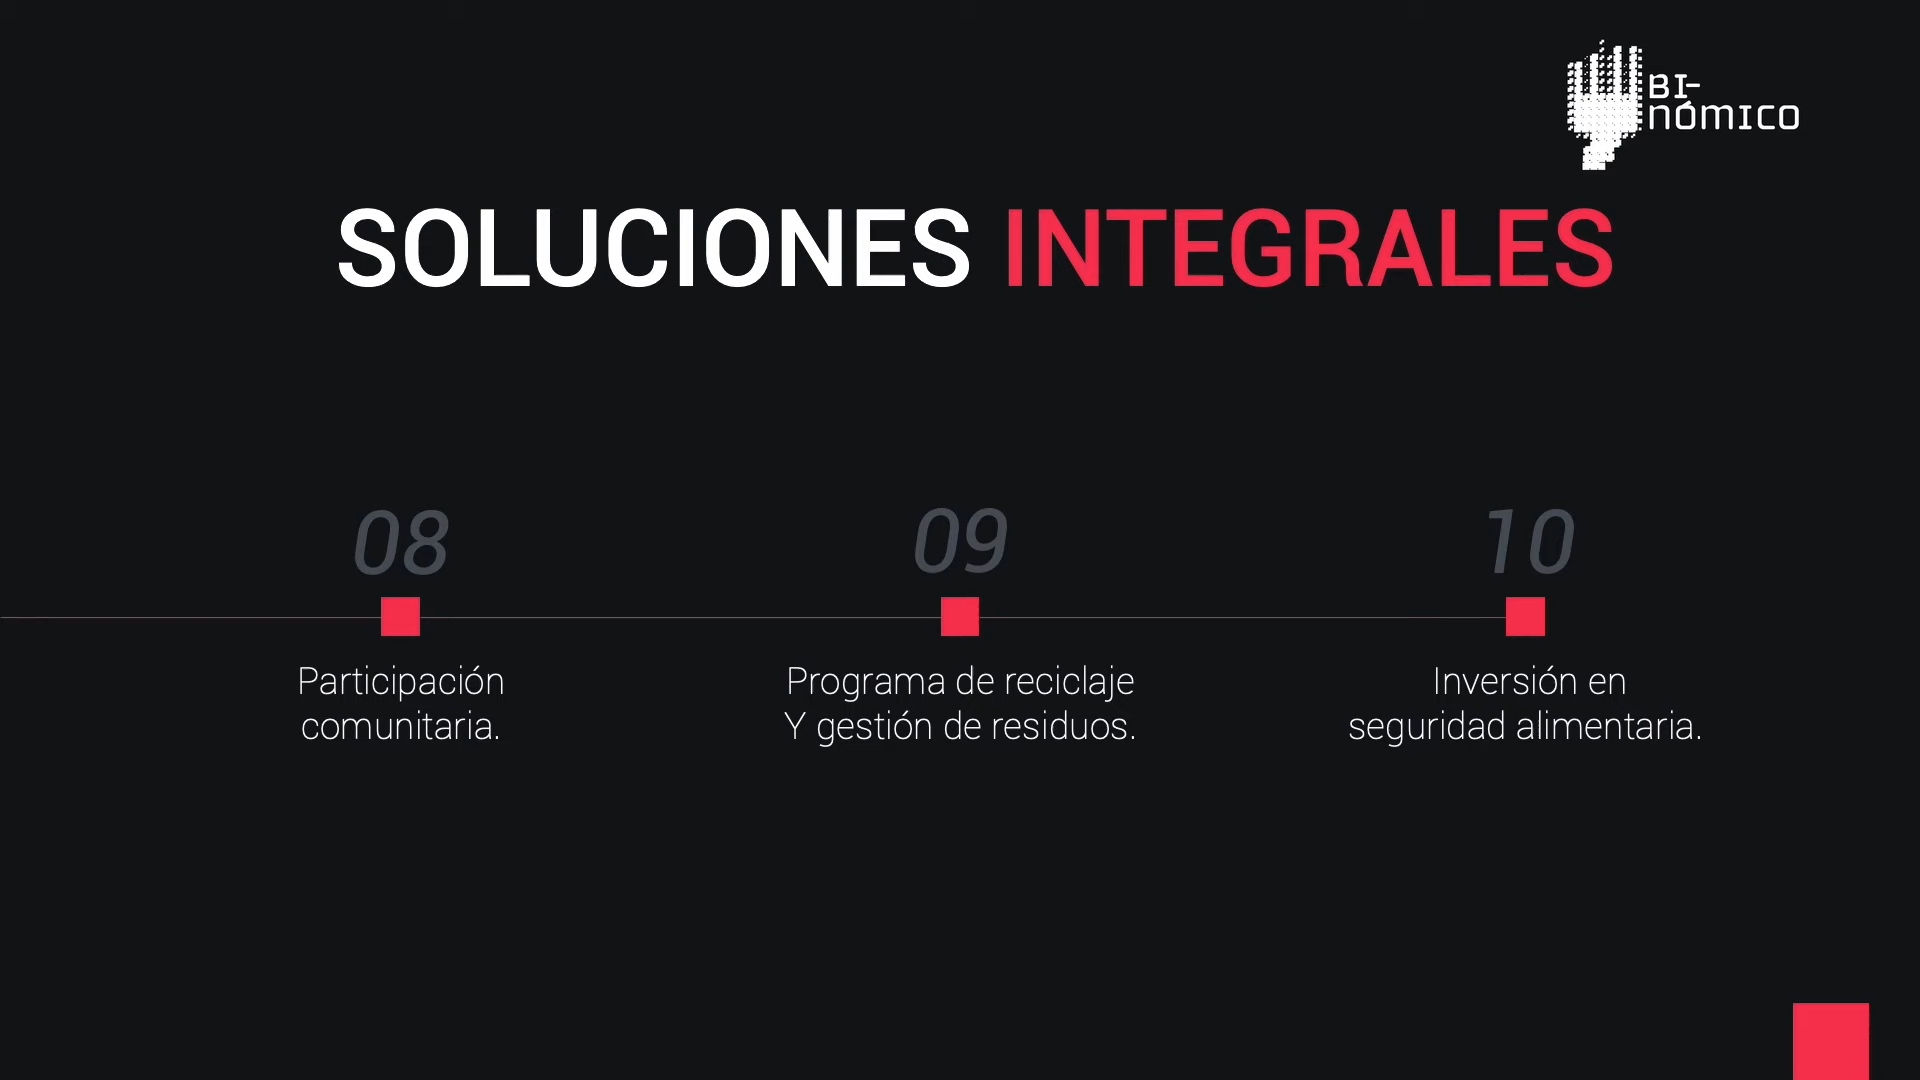 BI-
NÓMICO
SOLUCIONES INTEGRALES
08
09
10
Participación
comunitaria.
Programa de reciclaje
Y gestión de residuos.
Inversión en
seguridad alimentaria.